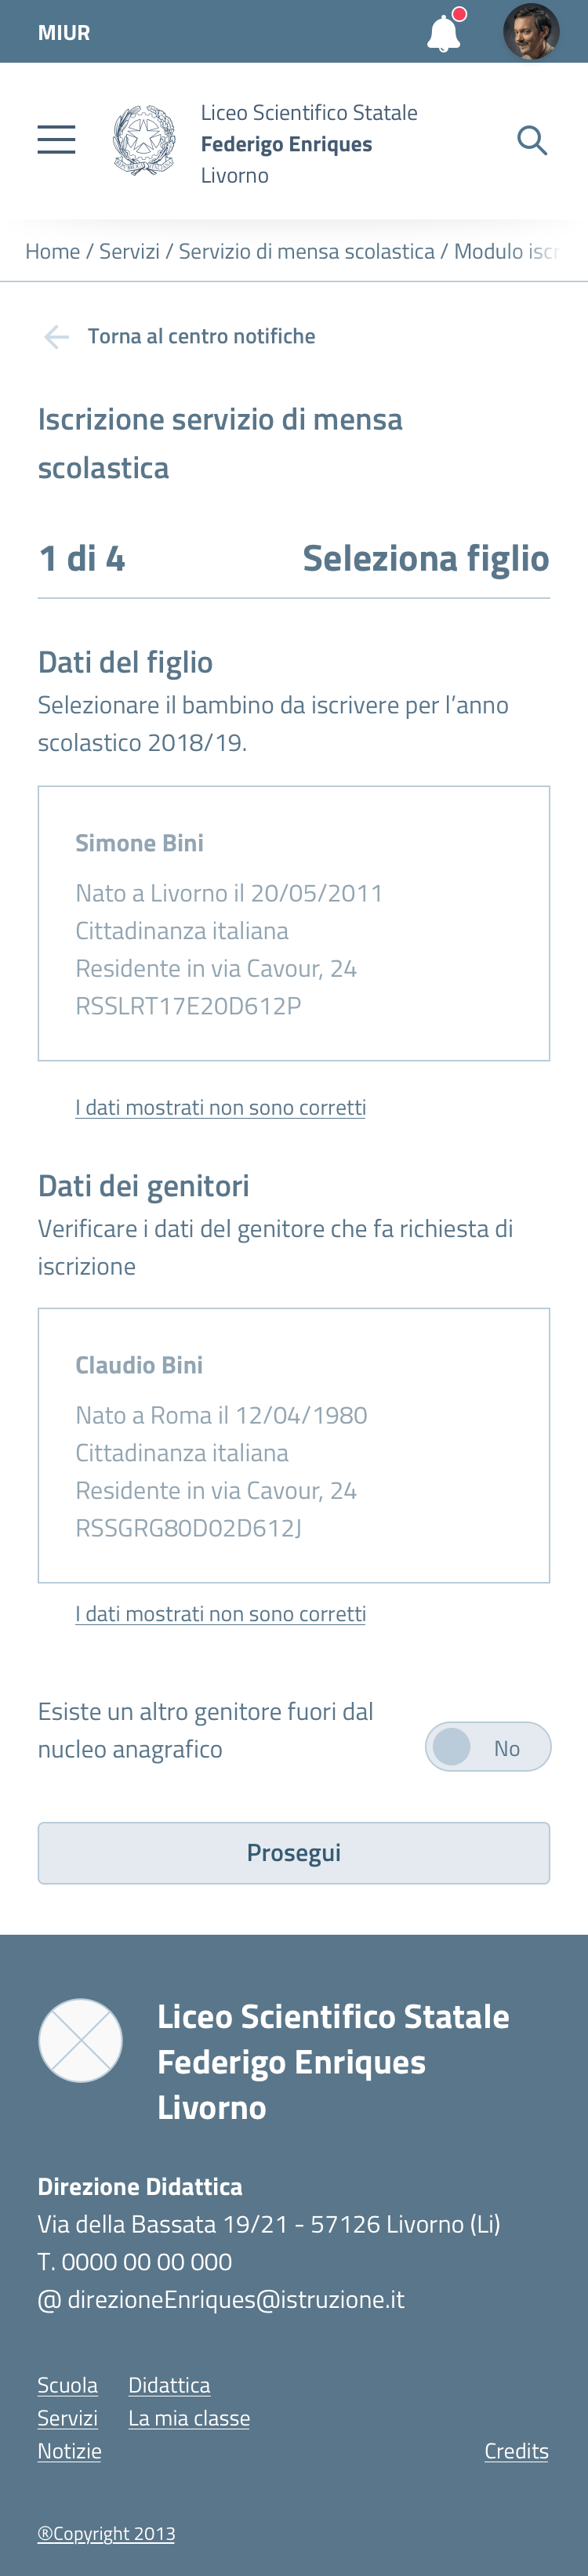 MIUR
Liceo Scientifico Statale
Federigo Enriques
Livorno
Home / Servizi / Servizio di mensa scolastica / Modulo iscr
Torna al centro notifiche
Iscrizione servizio di mensa
scolastica
1 di 4 Seleziona figlio
Dati del figlio
Selezionare il bambino da iscrivere per l’anno
scolastico 2018/19.
Simone Bini
Nato a Livorno il 20/05/2011
Cittadinanza italiana
Residente in via Cavour, 24
RSSLRT17E20D612P
I dati mostrati non sono corretti
Dati dei genitori
Verificare i dati del genitore che fa richiesta di
iscrizione
Claudio Bini
Nato a Roma il 12/04/1980
Cittadinanza italiana
Residente in via Cavour, 24
RSSGRG80D02D612J
I dati mostrati non sono corretti
Esiste un altro genitore fuori dal
nucleo anagrafico
No
Prosegui
Liceo Scientifico Statale
Federigo Enriques
Livorno
Direzione Didattica
Via della Bassata 19/21 - 57126 Livorno (Li)
T. 0000 00 00 000
@ direzioneEnriques@istruzione.it
Scuola Didattica
Servizi La mia classe
Notizie Credits
®Copyright 2013